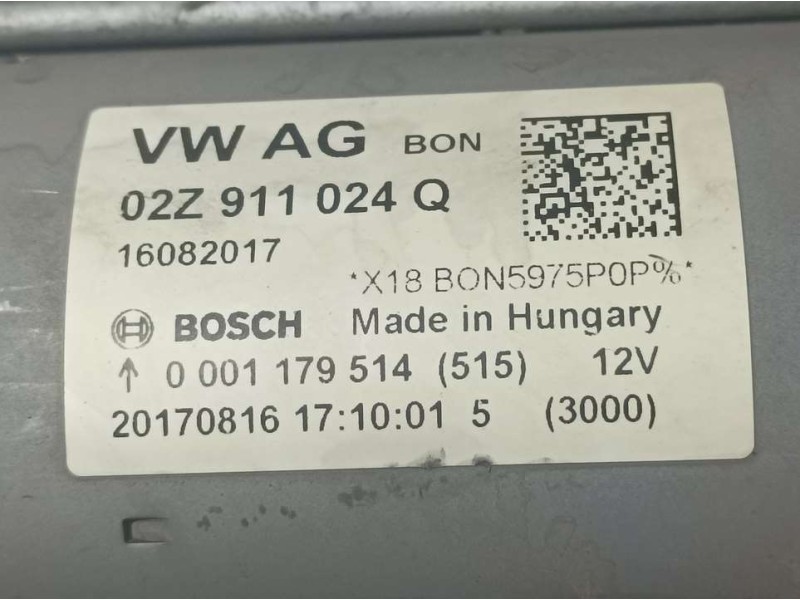 VW AG BON
02Z 911 024 Q
16082017
*X18 BON5975P0P%*
BOSCH Made in Hungary
↑ 0 001 179 514 (515) 12V
20170816 17:10:01 5 (3000)